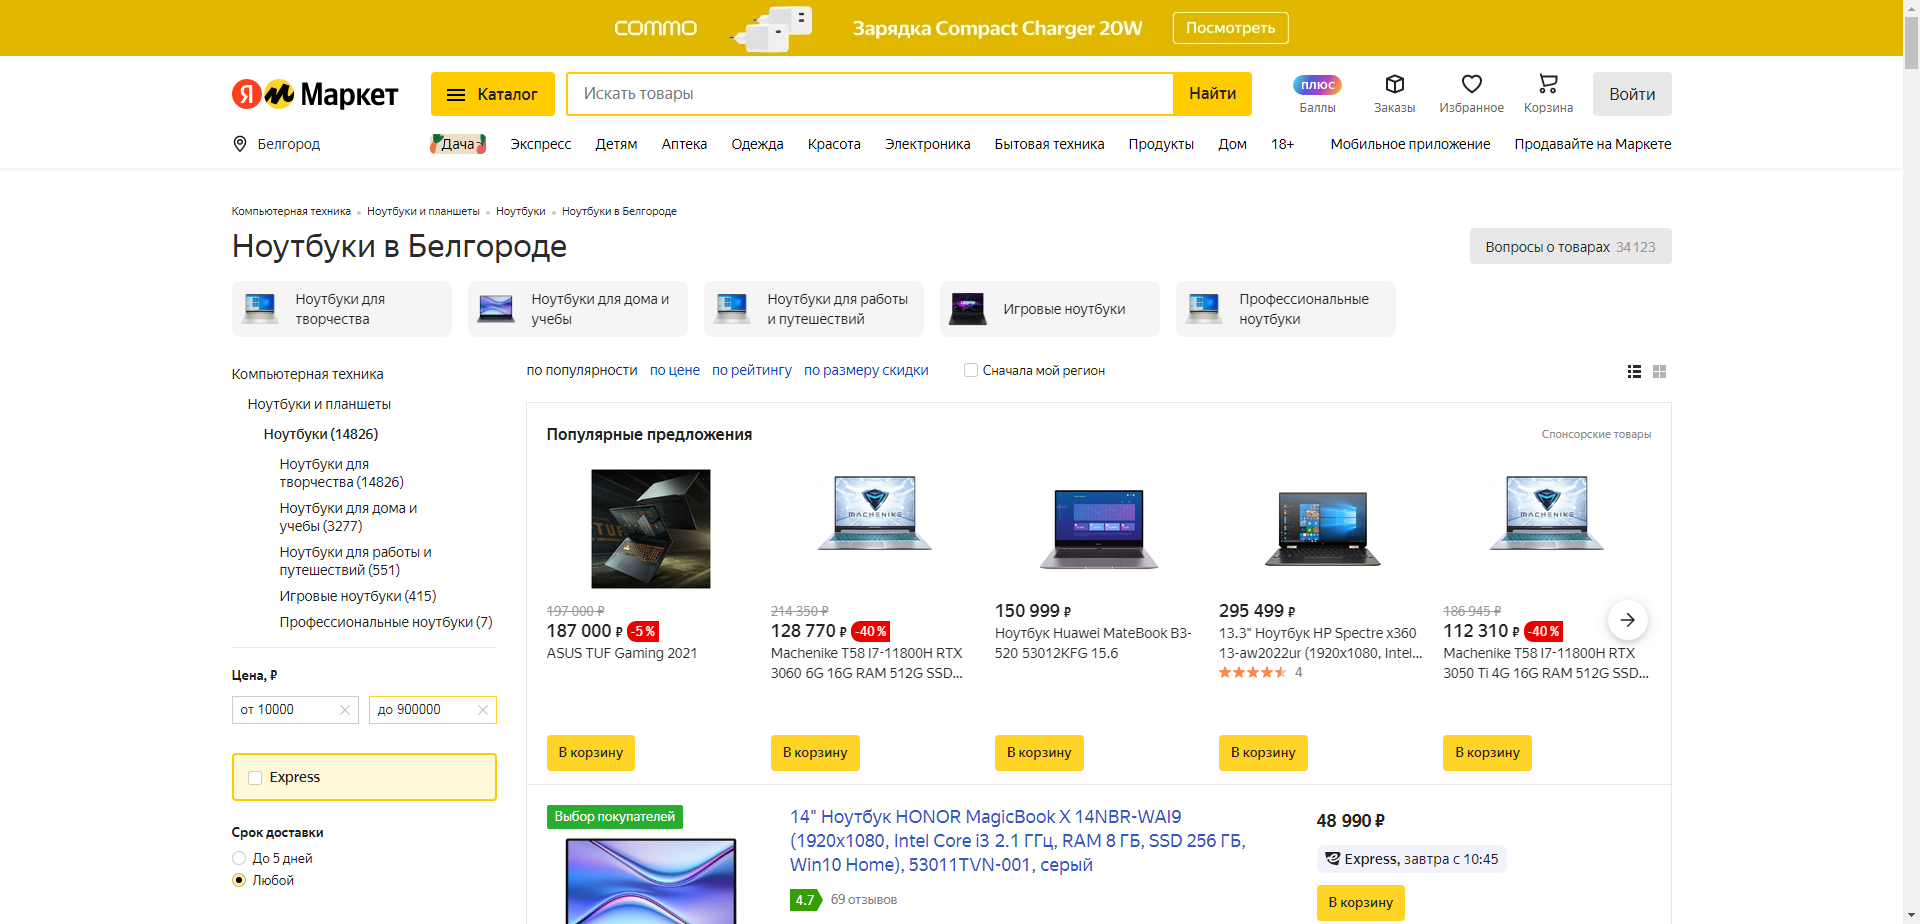 COMMO
Зарядка Compact Charger 20W
Посмотреть
Я Маркет
Каталог
Искать товары
Найти
плюс
Баллы
Заказы
Избранное
Корзина
Войти
Белгород
Дача
Экспресс
Детям
Аптека
Одежда
Красота
Электроника
Бытовая техника
Продукты
Дом
18+
Мобильное приложение
Продавайте на Маркете
Компьютерная техника
Ноутбуки и планшеты
Ноутбуки
Ноутбуки в Белгороде
Ноутбуки в Белгороде
Вопросы о товарах 34123
Ноутбуки для
творчества
Ноутбуки для дома и
учебы
Ноутбуки для работы
и путешествий
Игровые ноутбуки
Профессиональные
ноутбуки
Компьютерная техника
Ноутбуки и планшеты
Ноутбуки (14826)
Ноутбуки для
творчества (14826)
Ноутбуки для дома и
учебы (3277)
Ноутбуки для работы и
путешествий (551)
Игровые ноутбуки (415)
Профессиональные ноутбуки (7)
Цена, ₽
от 10000
до 900000
Express
Срок доставки
До 5 дней
Любой
по популярности
по цене
по рейтингу
по размеру скидки
Сначала мой регион
Популярные предложения
Спонсорские товары
TUF
197 000 ₽
187 000 ₽ -5%
ASUS TUF Gaming 2021
В корзину
MACHENIKE
214 350 ₽
128 770 ₽ -40%
Machenike T58 I7-11800H RTX
3060 6G 16G RAM 512G SSD...
В корзину
150 999 ₽
Ноутбук Huawei MateBook B3-
520 53012KFG 15.6
В корзину
295 499 ₽
13.3" Ноутбук HP Spectre x360
13-aw2022ur (1920x1080, Intel...
4
В корзину
MACHENIKE
186 945 ₽
112 310 ₽ -40%
Machenike T58 I7-11800H RTX
3050 Ti 4G 16G RAM 512G SSD...
В корзину
Выбор покупателей
14" Ноутбук HONOR MagicBook X 14NBR-WAI9
(1920x1080, Intel Core i3 2.1 ГГц, RAM 8 ГБ, SSD 256 ГБ,
Win10 Home), 53011TVN-001, серый
4.7 69 отзывов
48 990 ₽
Express, завтра с 10:45
В корзину